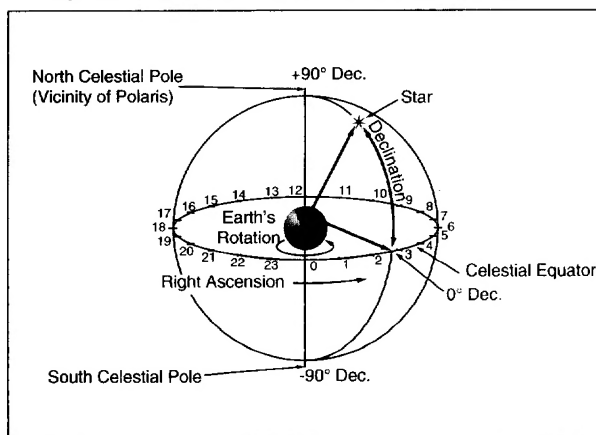 North Celestial Pole
(Vicinity of Polaris)
+90° Dec.
Star
Declination
17 16 15 14 13 12 11 10 9 8 7
18 6
19 20 21 22 23 0 1 2 3 4 5
Earth's
Rotation
Right Ascension
Celestial Equator
0° Dec.
South Celestial Pole
-90° Dec.